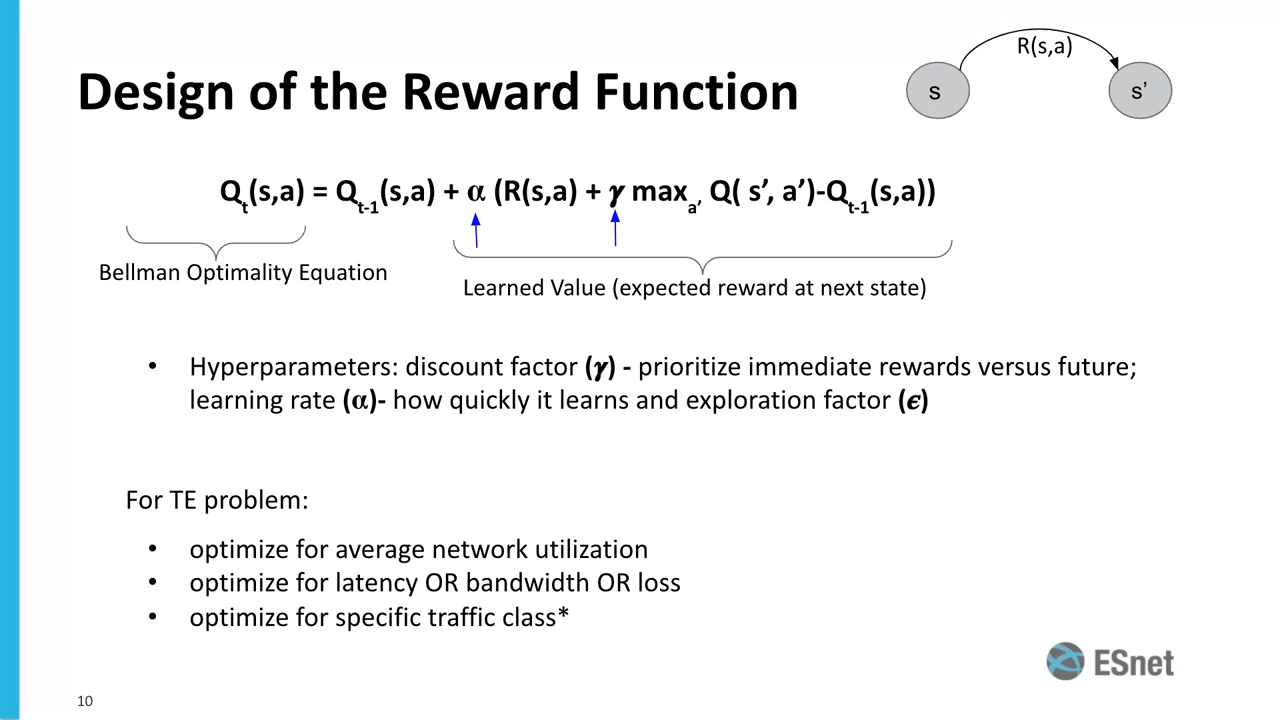 R(s,a)
Design of the Reward Function
s
s’
Qt(s,a) = Qt-1(s,a) + α (R(s,a) + 𝜸 maxa’ Q( s’, a’)-Qt-1(s,a))
Bellman Optimality Equation
Learned Value (expected reward at next state)
• Hyperparameters: discount factor (𝜸) - prioritize immediate rewards versus future;
learning rate (α)- how quickly it learns and exploration factor (𝝐)
For TE problem:
• optimize for average network utilization
• optimize for latency OR bandwidth OR loss
• optimize for specific traffic class*
ESnet
10